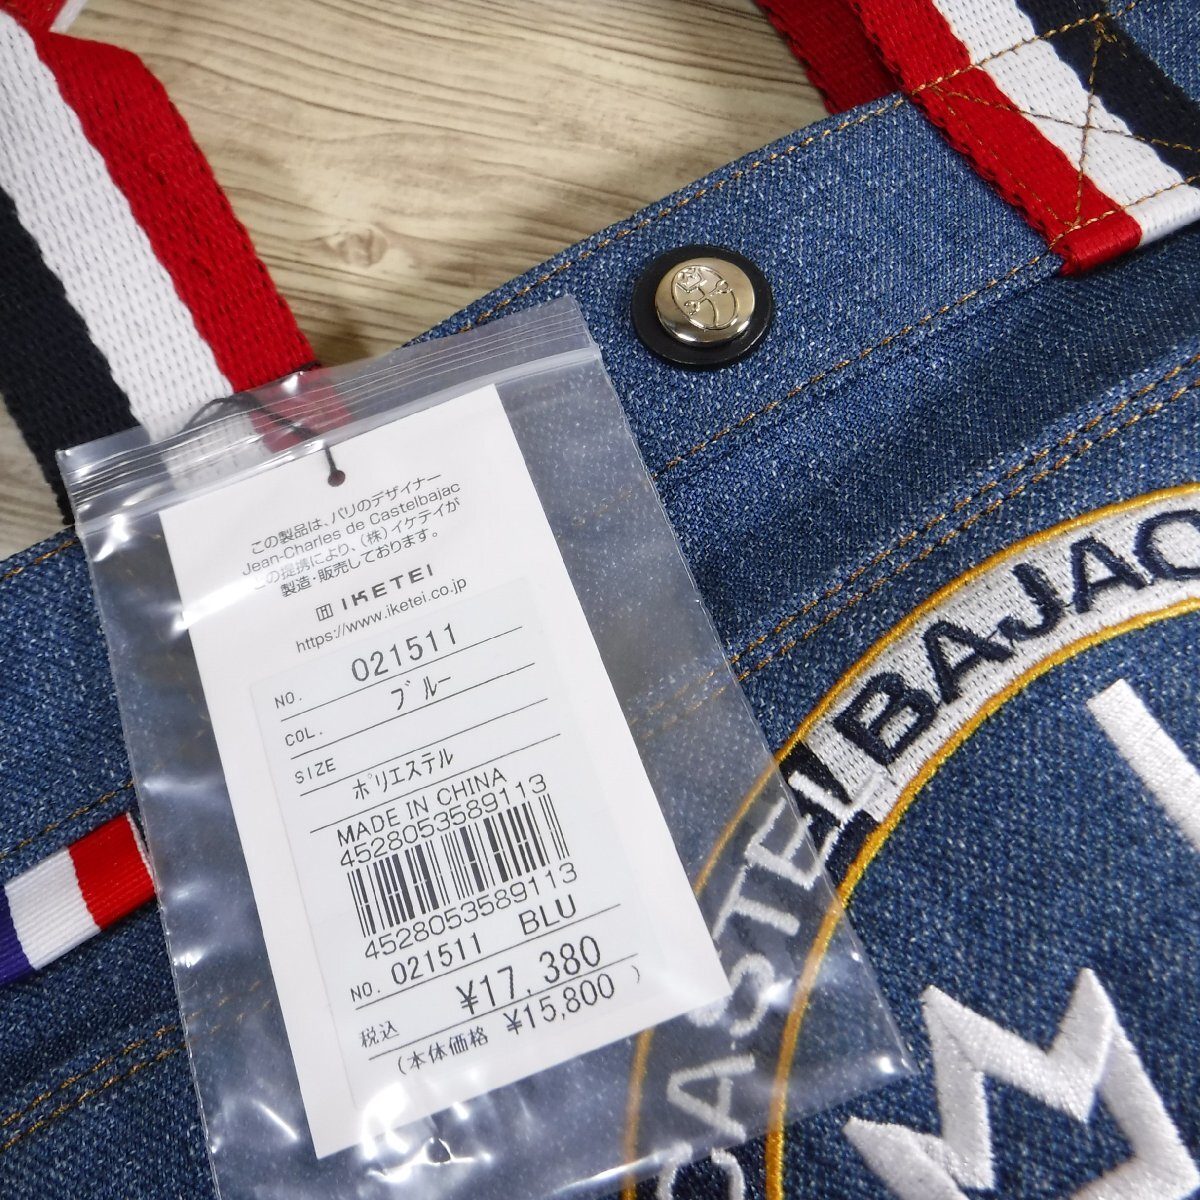 この製品は、パリのデザイナー
Jean-Charles de Castelbajac
との提携により、(株)イケテイが
製造・販売しております。
IKETEI
https://www.iketei.co.jp
NO. 021511
COL. ブルー
SIZE
ポリエステル
MADE IN CHINA
4528053589113
4528053589113
NO. 021511 BLU
税込 ¥17,380
(本体価格 ¥15,800 )
CASTELBAJAC